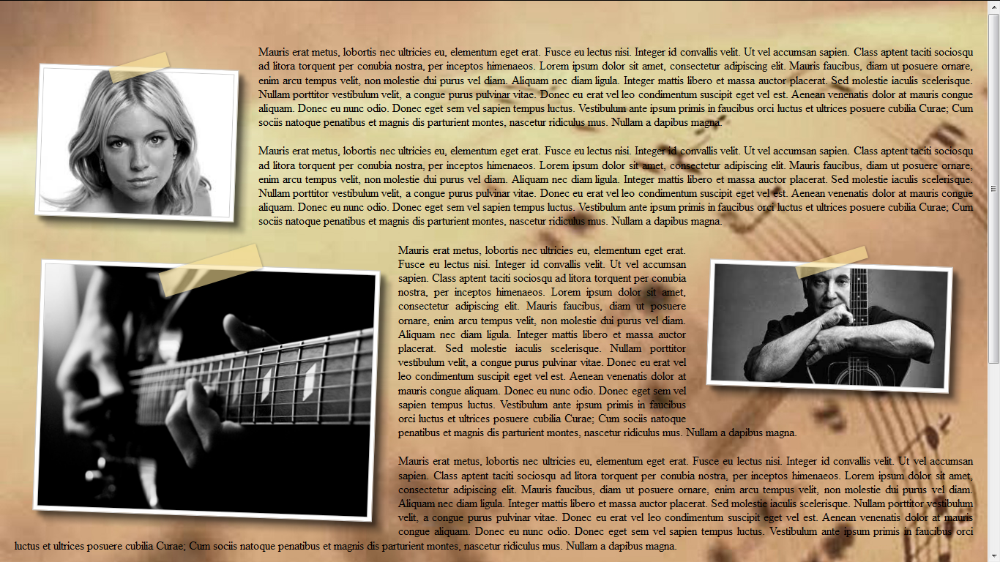 Mauris erat metus, lobortis nec ultricies eu, elementum eget erat. Fusce eu lectus nisi. Integer id convallis velit. Ut vel accumsan sapien. Class aptent taciti sociosqu
ad litora torquent per conubia nostra, per inceptos himenaeos. Lorem ipsum dolor sit amet, consectetur adipiscing elit. Mauris faucibus, diam ut posuere ornare,
enim arcu tempus velit, non molestie dui purus vel diam. Aliquam nec diam ligula. Integer mattis libero et massa auctor placerat. Sed molestie iaculis scelerisque.
Nullam porttitor vestibulum velit, a congue purus pulvinar vitae. Donec eu erat vel leo condimentum suscipit eget vel est. Aenean venenatis dolor at mauris congue
aliquam. Donec eu nunc odio. Donec eget sem vel sapien tempus luctus. Vestibulum ante ipsum primis in faucibus orci luctus et ultrices posuere cubilia Curae; Cum
sociis natoque penatibus et magnis dis parturient montes, nascetur ridiculus mus. Nullam a dapibus magna.
Mauris erat metus, lobortis nec ultricies eu, elementum eget erat. Fusce eu lectus nisi. Integer id convallis velit. Ut vel accumsan sapien. Class aptent taciti sociosqu
ad litora torquent per conubia nostra, per inceptos himenaeos. Lorem ipsum dolor sit amet, consectetur adipiscing elit. Mauris faucibus, diam ut posuere ornare,
enim arcu tempus velit, non molestie dui purus vel diam. Aliquam nec diam ligula. Integer mattis libero et massa auctor placerat. Sed molestie iaculis scelerisque.
Nullam porttitor vestibulum velit, a congue purus pulvinar vitae. Donec eu erat vel leo condimentum suscipit eget vel est. Aenean venenatis dolor at mauris congue
aliquam. Donec eu nunc odio. Donec eget sem vel sapien tempus luctus. Vestibulum ante ipsum primis in faucibus orci luctus et ultrices posuere cubilia Curae; Cum
sociis natoque penatibus et magnis dis parturient montes, nascetur ridiculus mus. Nullam a dapibus magna.
Mauris erat metus, lobortis nec ultricies eu, elementum eget erat.
Fusce eu lectus nisi. Integer id convallis velit. Ut vel accumsan
sapien. Class aptent taciti sociosqu ad litora torquent per conubia
nostra, per inceptos himenaeos. Lorem ipsum dolor sit amet,
consectetur adipiscing elit. Mauris faucibus, diam ut posuere
ornare, enim arcu tempus velit, non molestie dui purus vel diam.
Aliquam nec diam ligula. Integer mattis libero et massa auctor
placerat. Sed molestie iaculis scelerisque. Nullam porttitor
vestibulum velit, a congue purus pulvinar vitae. Donec eu erat vel
leo condimentum suscipit eget vel est. Aenean venenatis dolor at
mauris congue aliquam. Donec eu nunc odio. Donec eget sem vel
sapien tempus luctus. Vestibulum ante ipsum primis in faucibus
orci luctus et ultrices posuere cubilia Curae; Cum sociis natoque
penatibus et magnis dis parturient montes, nascetur ridiculus mus. Nullam a dapibus magna.
Mauris erat metus, lobortis nec ultricies eu, elementum eget erat. Fusce eu lectus nisi. Integer id convallis velit. Ut vel accumsan
sapien. Class aptent taciti sociosqu ad litora torquent per conubia nostra, per inceptos himenaeos. Lorem ipsum dolor sit amet,
consectetur adipiscing elit. Mauris faucibus, diam ut posuere ornare, enim arcu tempus velit, non molestie dui purus vel diam.
Aliquam nec diam ligula. Integer mattis libero et massa auctor placerat. Sed molestie iaculis scelerisque. Nullam porttitor vestibulum
velit, a congue purus pulvinar vitae. Donec eu erat vel leo condimentum suscipit eget vel est. Aenean venenatis dolor at mauris
congue aliquam. Donec eu nunc odio. Donec eget sem vel sapien tempus luctus. Vestibulum ante ipsum primis in faucibus orci
luctus et ultrices posuere cubilia Curae; Cum sociis natoque penatibus et magnis dis parturient montes, nascetur ridiculus mus. Nullam a dapibus magna.